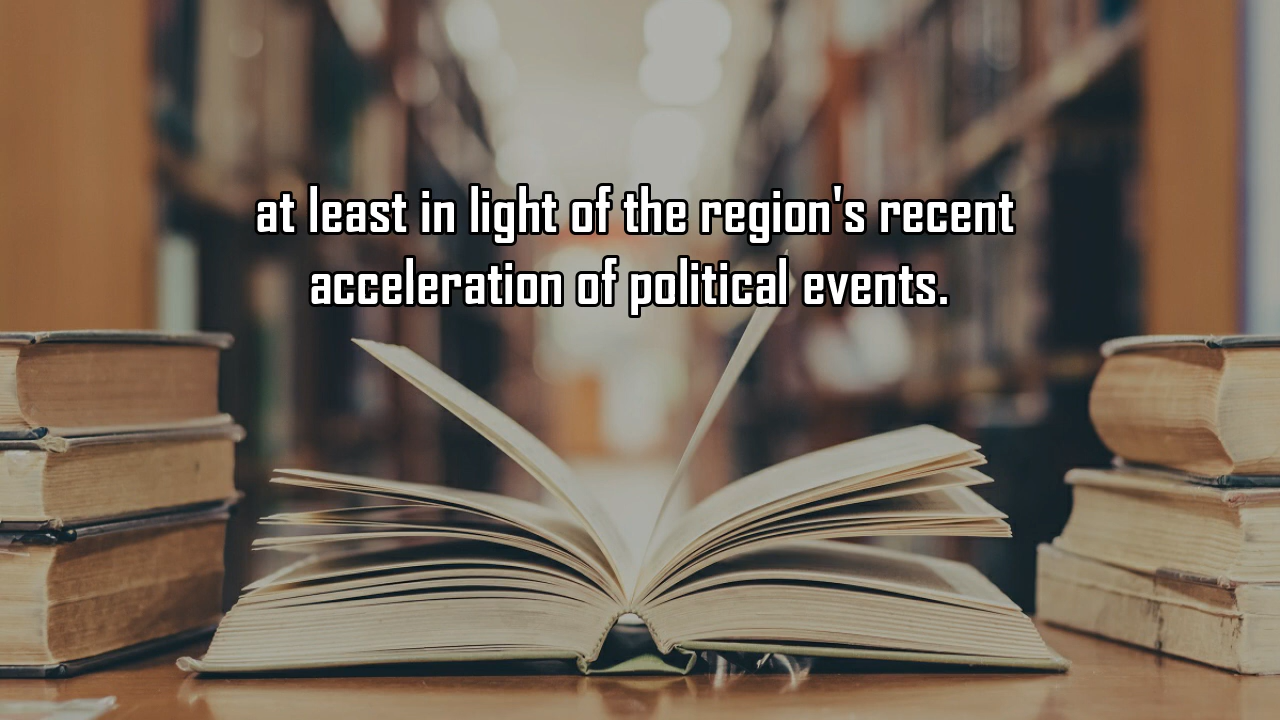 at least in light of the region's recent
acceleration of political events.